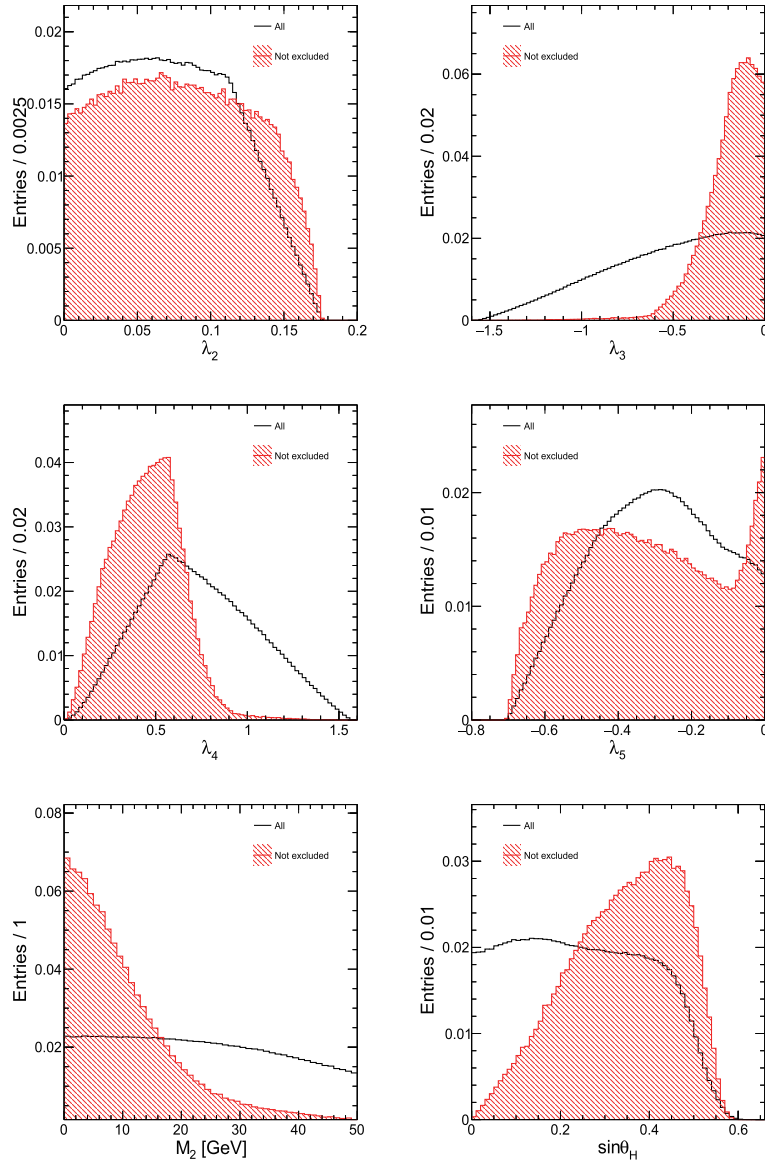 All
Not excluded
Entries / 0.0025
0.02
0.015
0.01
0.005
0
0 0.05 0.1 0.15 0.2
λ2
All
Not excluded
Entries / 0.02
0.06
0.04
0.02
0
−1.5 −1 −0.5 0
λ3
All
Not excluded
Entries / 0.02
0.04
0.03
0.02
0.01
0
0.5 1 1.5
λ4
All
Not excluded
Entries / 0.01
0.02
0.01
0
−0.8 −0.6 −0.4 −0.2 0
λ5
All
Not excluded
Entries / 1
0.08
0.06
0.04
0.02
0 10 20 30 40 50
M2 [GeV]
All
Not excluded
Entries / 0.01
0.03
0.02
0.01
0
0 0.2 0.4 0.6
sinθH